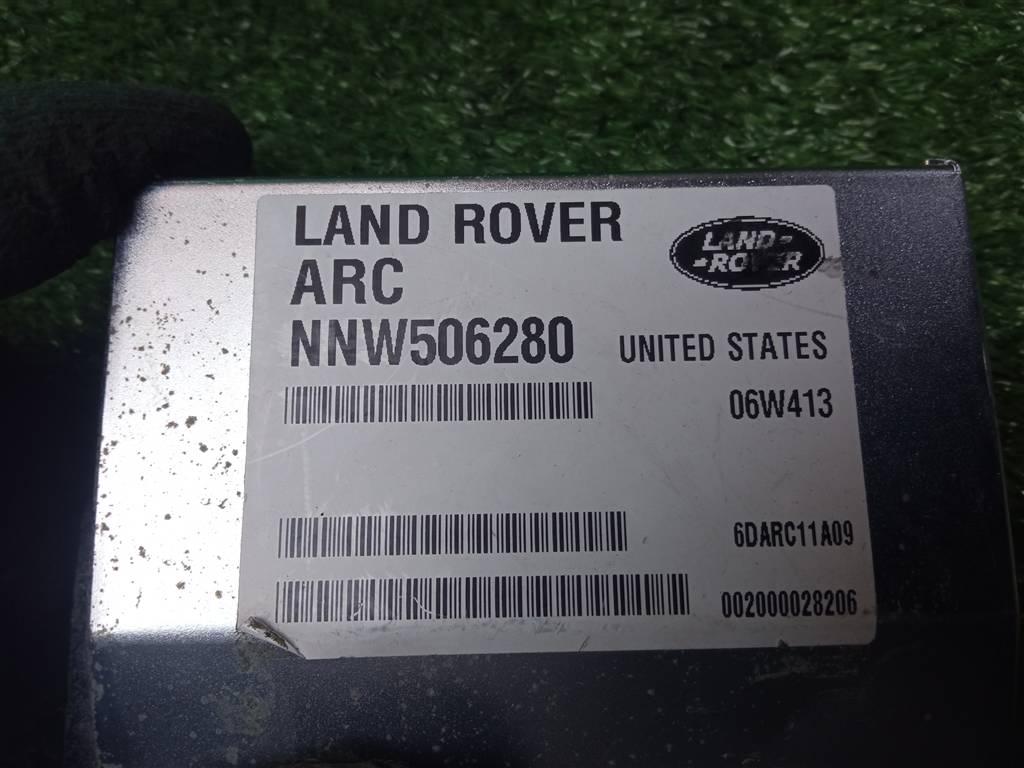 LAND ROVER
LAND-
-ROVER
ARC
NNW506280
UNITED STATES
06W413
6DARC11A09
002000028206